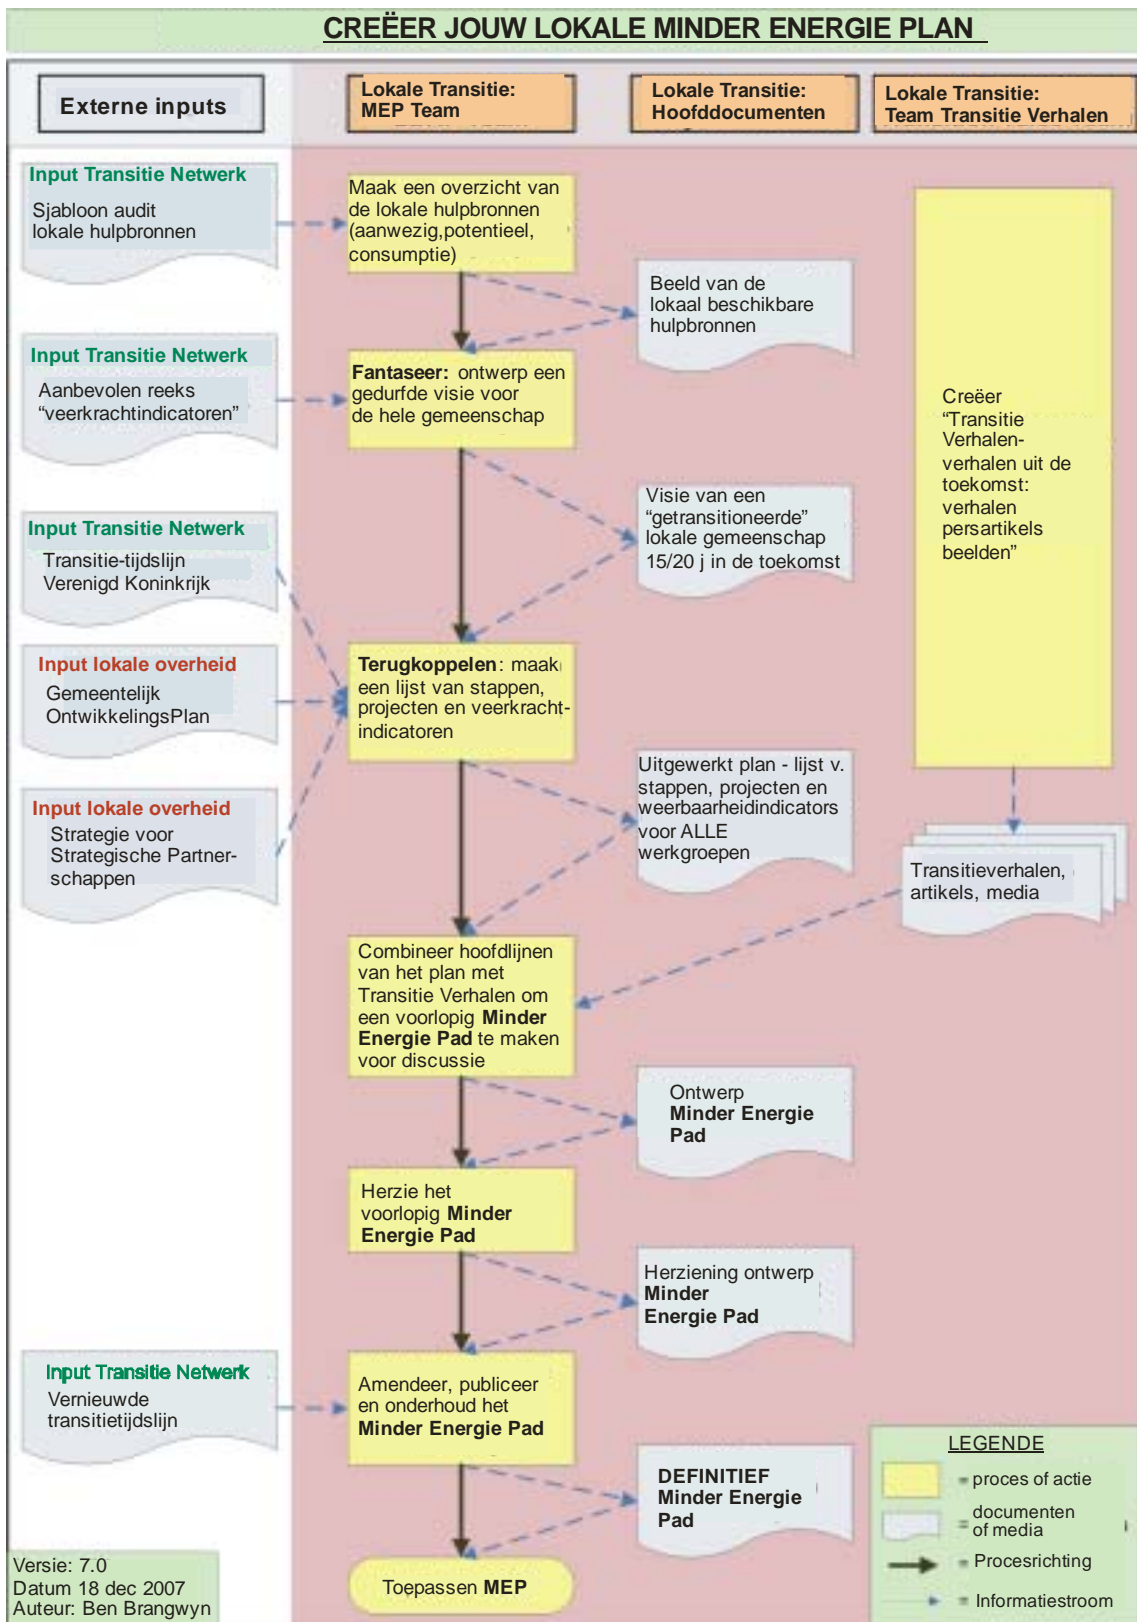 CREËER JOUW LOKALE MINDER ENERGIE PLAN
Externe inputs
Lokale Transitie:
MEP Team
Lokale Transitie:
Hoofddocumenten
Lokale Transitie:
Team Transitie Verhalen
Input Transitie Netwerk
Sjabloon audit
lokale hulpbronnen
Maak een overzicht van
de lokale hulpbronnen
(aanwezig,potentieel,
consumptie)
Beeld van de
lokaal beschikbare
hulpbronnen
Input Transitie Netwerk
Aanbevolen reeks
“veerkrachtindicatoren”
Fantaseer: ontwerp een
gedurfde visie voor
de hele gemeenschap
Creëer
“Transitie
Verhalen-
verhalen uit de
toekomst:
verhalen
persartikels
beelden”
Visie van een
“getransitioneerde”
lokale gemeenschap
15/20 j in de toekomst
Input Transitie Netwerk
Transitie-tijdslijn
Verenigd Koninkrijk
Input lokale overheid
Gemeentelijk
OntwikkelingsPlan
Terugkoppelen: maak
een lijst van stappen,
projecten en veerkracht-
indicatoren
Uitgewerkt plan - lijst v.
stappen, projecten en
weerbaarheidindicators
voor ALLE
werkgroepen
Input lokale overheid
Strategie voor
Strategische Partner-
schappen
Transitieverhalen,
artikels, media
Combineer hoofdlijnen
van het plan met
Transitie Verhalen om
een voorlopig Minder
Energie Pad te maken
voor discussie
Ontwerp
Minder Energie
Pad
Herzie het
voorlopig Minder
Energie Pad
Herziening ontwerp
Minder
Energie Pad
Input Transitie Netwerk
Vernieuwde
transitietijdslijn
Amendeer, publiceer
en onderhoud het
Minder Energie Pad
DEFINITIEF
Minder Energie
Pad
Toepassen MEP
LEGENDE
= proces of actie
= documenten
of media
= Procesrichting
= Informatiestroom
Versie: 7.0
Datum 18 dec 2007
Auteur: Ben Brangwyn